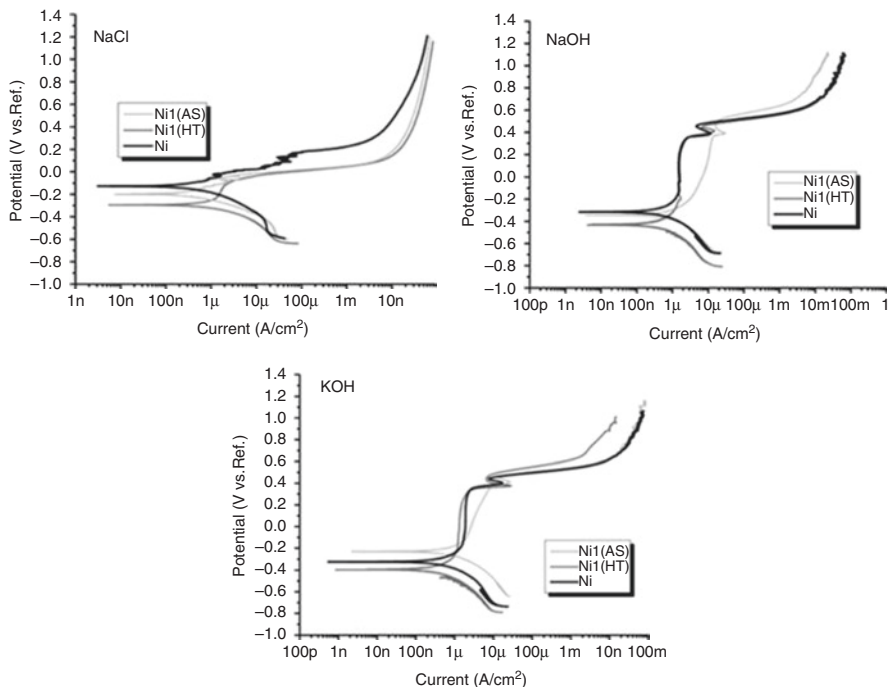 NaCl
1.4
1.2
1.0
0.8
0.6
0.4
0.2
0.0
−0.2
−0.4
−0.6
−0.8
−1.0
Potential (V vs.Ref.)
Ni1(AS)
Ni1(HT)
Ni
1n 10n 100n 1μ 10μ 100μ 1m 10n
Current (A/cm²)
NaOH
1.4
1.2
1.0
0.8
0.6
0.4
0.2
0.0
−0.2
−0.4
−0.6
−0.8
−1.0
Potential (V vs.Ref.)
Ni1(AS)
Ni1(HT)
Ni
100p 1n 10n 100n 1μ 10μ 100μ 1m 10m100m 1
Current (A/cm²)
KOH
1.4
1.2
1.0
0.8
0.6
0.4
0.2
0.0
−0.2
−0.4
−0.6
−0.8
−1.0
Potential (V vs.Ref.)
Ni1(AS)
Ni1(HT)
Ni
100p 1n 10n 100n 1μ 10μ 100m 1m 10n 100m
Current (A/cm²)